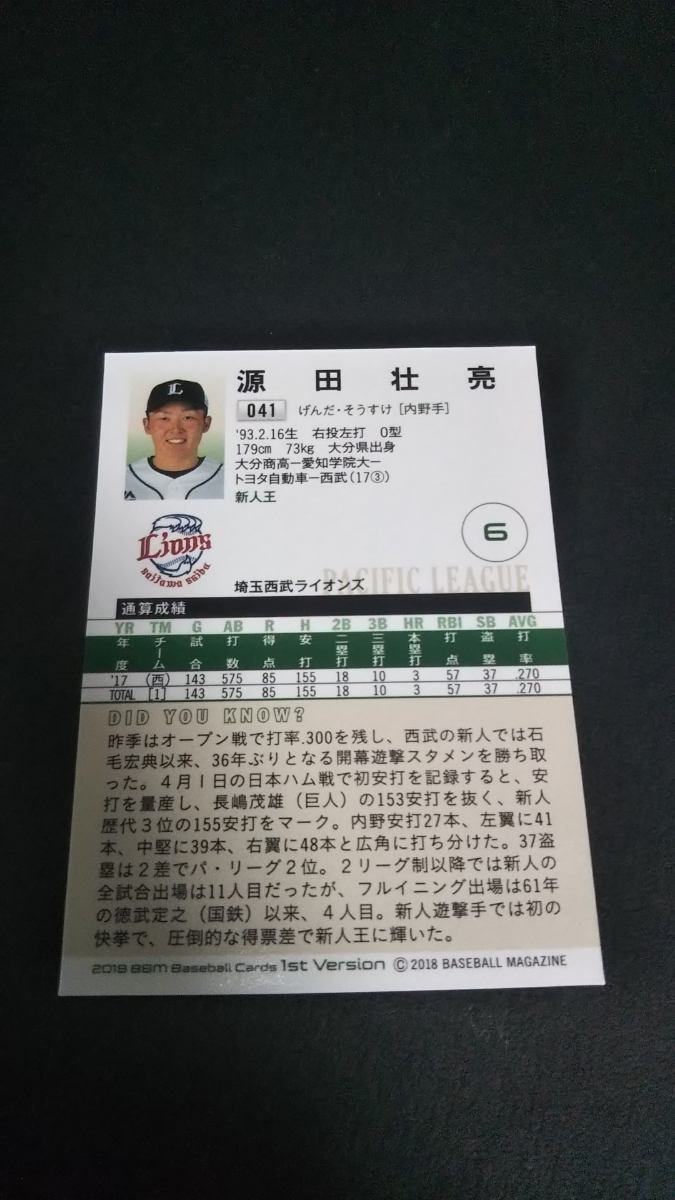 源田壮亮
041 げんだ・そうすけ [内野手]
'93.2.16生 右投左打 O型
179cm 73kg 大分県出身
大分商高ー愛知学院大ー
トヨタ自動車ー西武(17③)
新人王
Lions
6
PACIFIC LEAGUE
埼玉西武ライオンズ
通算成績
YR TM G AB R H 2B 3B HR RBI SB AVG
年度 チーム 試合 打数 得点 安打 二塁打 三塁打 本塁打 打点 盗塁 打率
'17 (西) 143 575 85 155 18 10 3 57 37 .270
TOTAL [1] 143 575 85 155 18 10 3 57 37 .270
DID YOU KNOW?
昨季はオープン戦で打率.300を残し、西武の新人では石
毛宏典以来、36年ぶりとなる開幕遊撃スタメンを勝ち取
った。4月1日の日本ハム戦で初安打を記録すると、安
打を量産し、長嶋茂雄（巨人）の153安打を抜く、新人
歴代3位の155安打をマーク。内野安打27本、左翼に41
本、中堅に39本、右翼に48本と広角に打ち分けた。37盗
塁は2差でパ・リーグ2位。2リーグ制以降では新人の
全試合出場は11人目だったが、フルイニング出場は61年
の徳武定之（国鉄）以来、4人目。新人遊撃手では初の
快挙で、圧倒的な得票差で新人王に輝いた。
2018 BBM Baseball Cards 1st Version © 2018 BASEBALL MAGAZINE